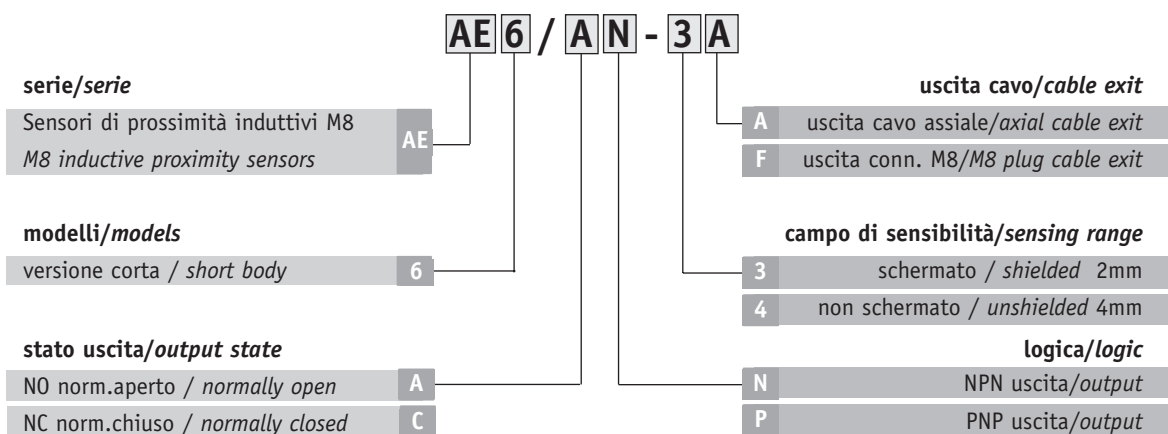 AE6/AN-3A
serie/serie
Sensori di prossimità induttivi M8
M8 inductive proximity sensors
AE
modelli/models
versione corta / short body
6
stato uscita/output state
NO norm.aperto / normally open
A
NC norm.chiuso / normally closed
C
uscita cavo/cable exit
A
uscita cavo assiale/axial cable exit
F
uscita conn. M8/M8 plug cable exit
campo di sensibilità/sensing range
3
schermato / shielded 2mm
4
non schermato / unshielded 4mm
logica/logic
N
NPN uscita/output
P
PNP uscita/output